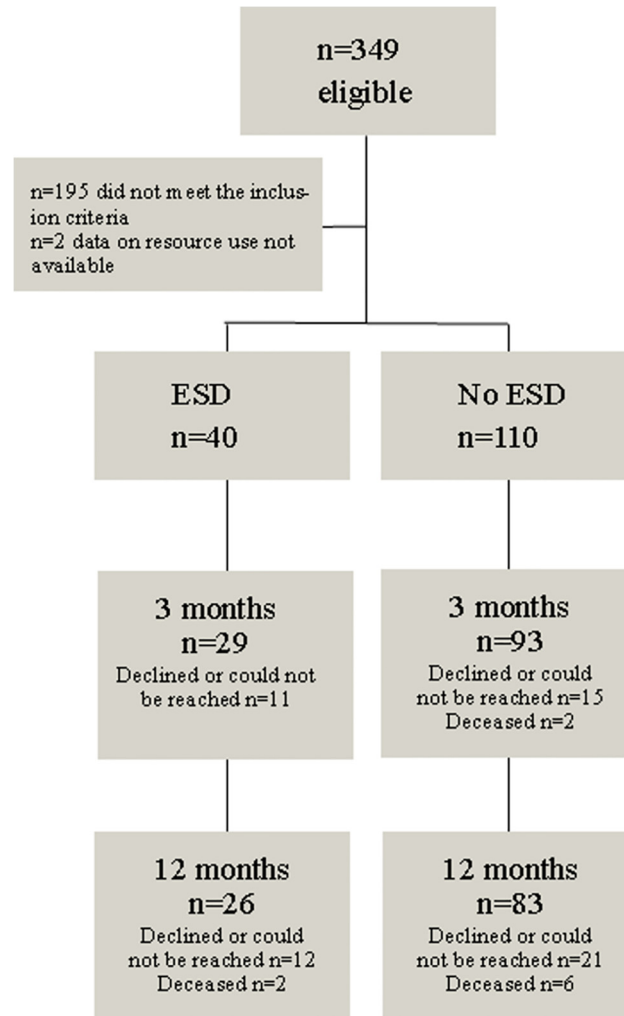 n=349
eligible
n=195 did not meet the inclus-
ion criteria
n=2 data on resource use not
available
ESD
n=40
No ESD
n=110
3 months
n=29
Declined or could not
be reached n=11
3 months
n=93
Declined or could
not be reached n=15
Deceased n=2
12 months
n=26
Declined or could
not be reached n=12
Deceased n=2
12 months
n=83
Declined or could
not be reached n=21
Deceased n=6